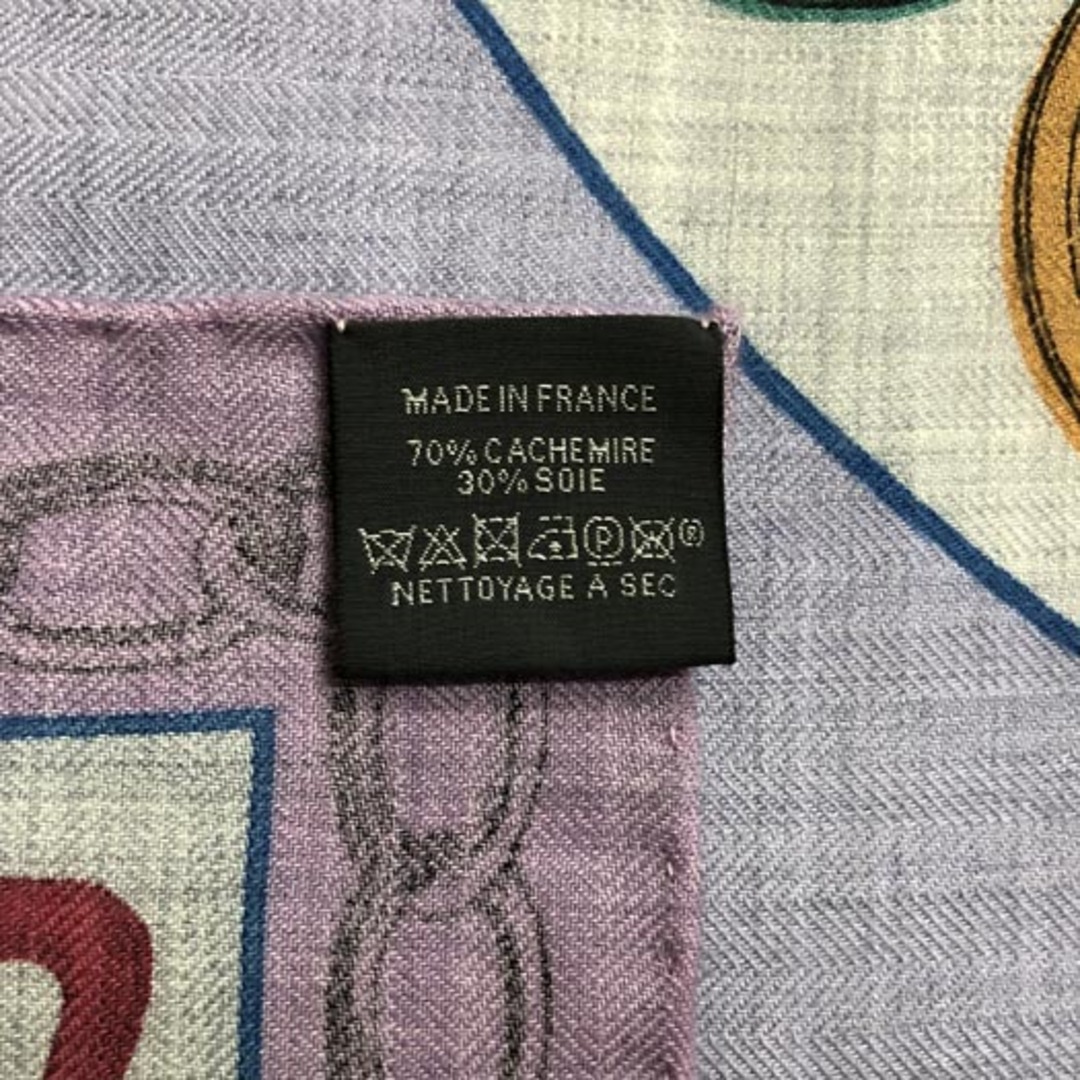 MADE IN FRANCE
70% CACHEMIRE
30% SOIE
P ®
NETTOYAGE A SEC